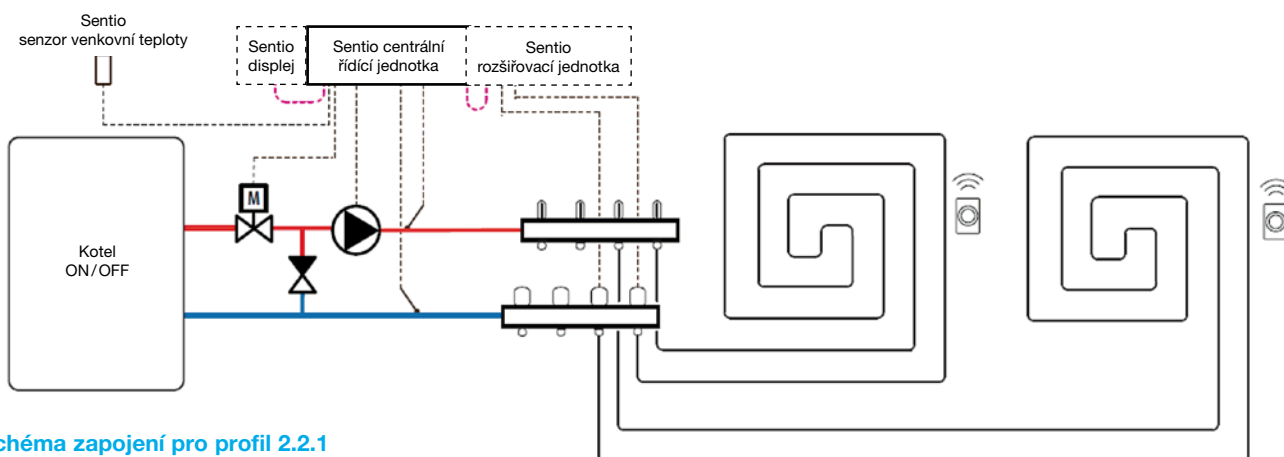 Sentio
senzor venkovní teploty
Sentio
displej
Sentio centrální
řídící jednotka
Sentio
rozšiřovací jednotka
M
Kotel
ON/OFF
chéma zapojení pro profil 2.2.1